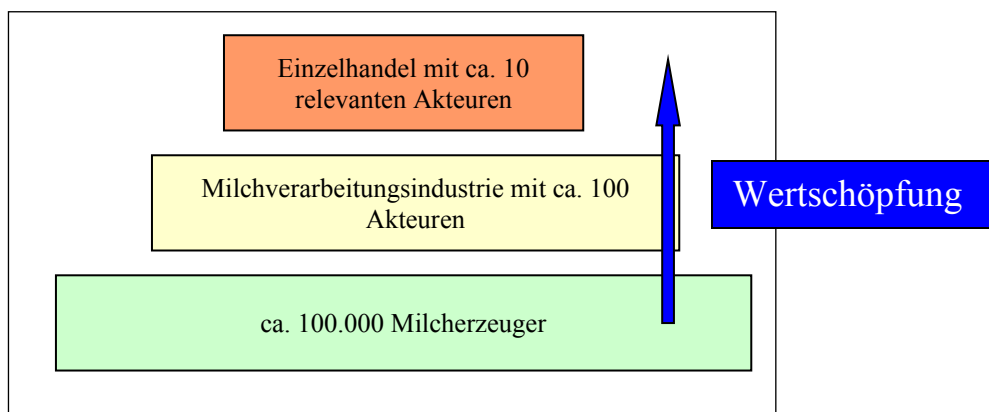 Einzelhandel mit ca. 10
relevanten Akteuren
Milchverarbeitungsindustrie mit ca. 100
Akteuren
Wertschöpfung
ca. 100.000 Milcherzeuger